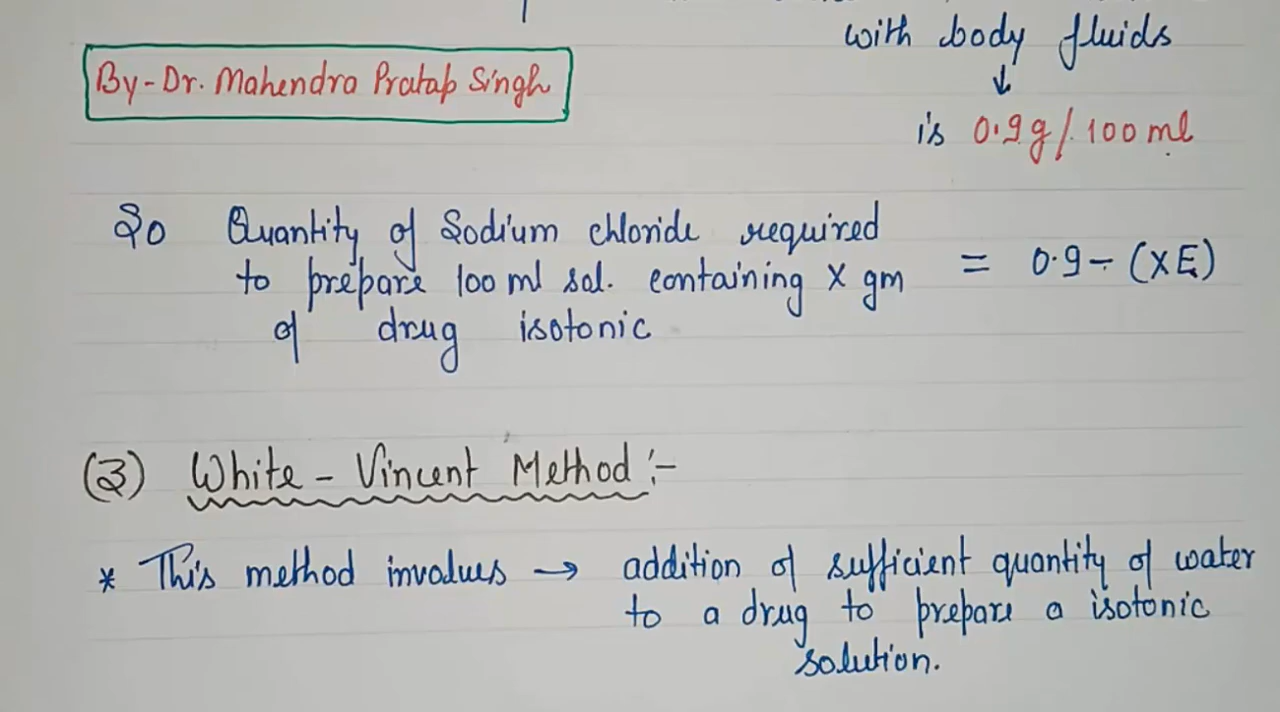 with body fluids
By-Dr. Mahendra Pratap Singh
↓
is 0.9g/100 ml
So Quantity of Sodium chloride required
to prepare 100 ml sol. containing X gm = 0.9 - (XE)
of drug isotonic
(3) White - Vincent Method :-
* This method involves → addition of sufficient quantity of water
to a drug to prepare a isotonic
solution.